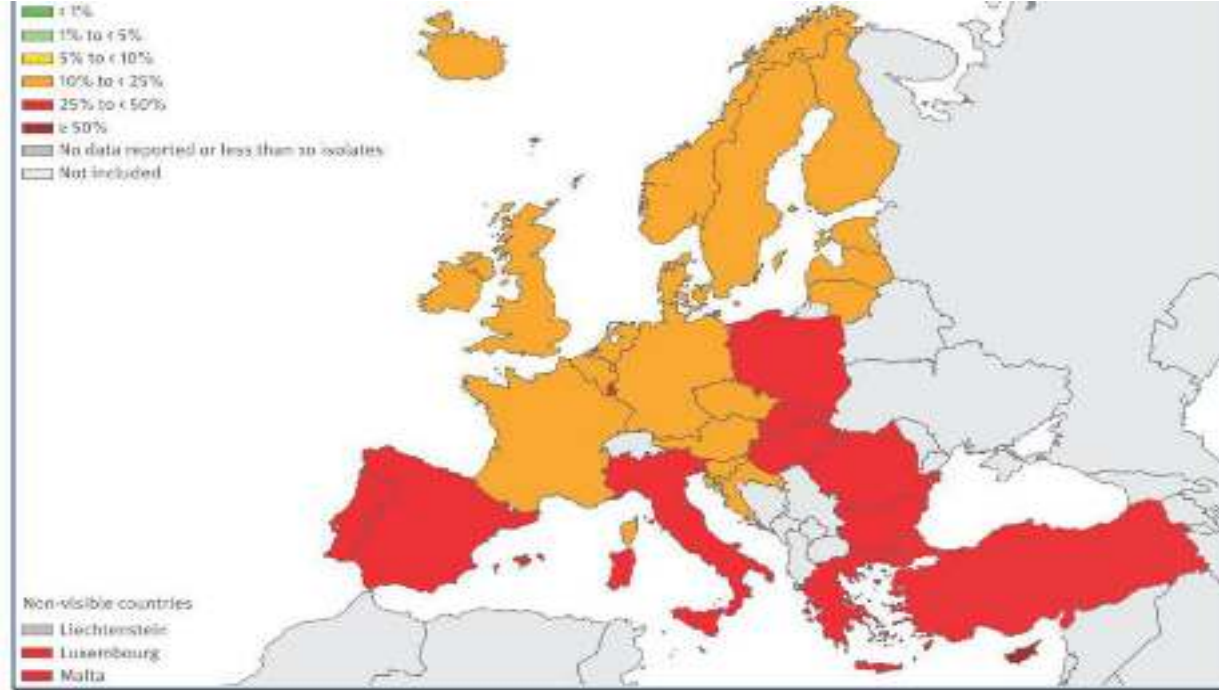 < 1%
1% to < 5%
5% to < 10%
10% to < 25%
25% to < 50%
≥ 50%
No data reported or less than 10 isolates
Not included
Non-visible countries
Liechtenstein
Luxembourg
Malta